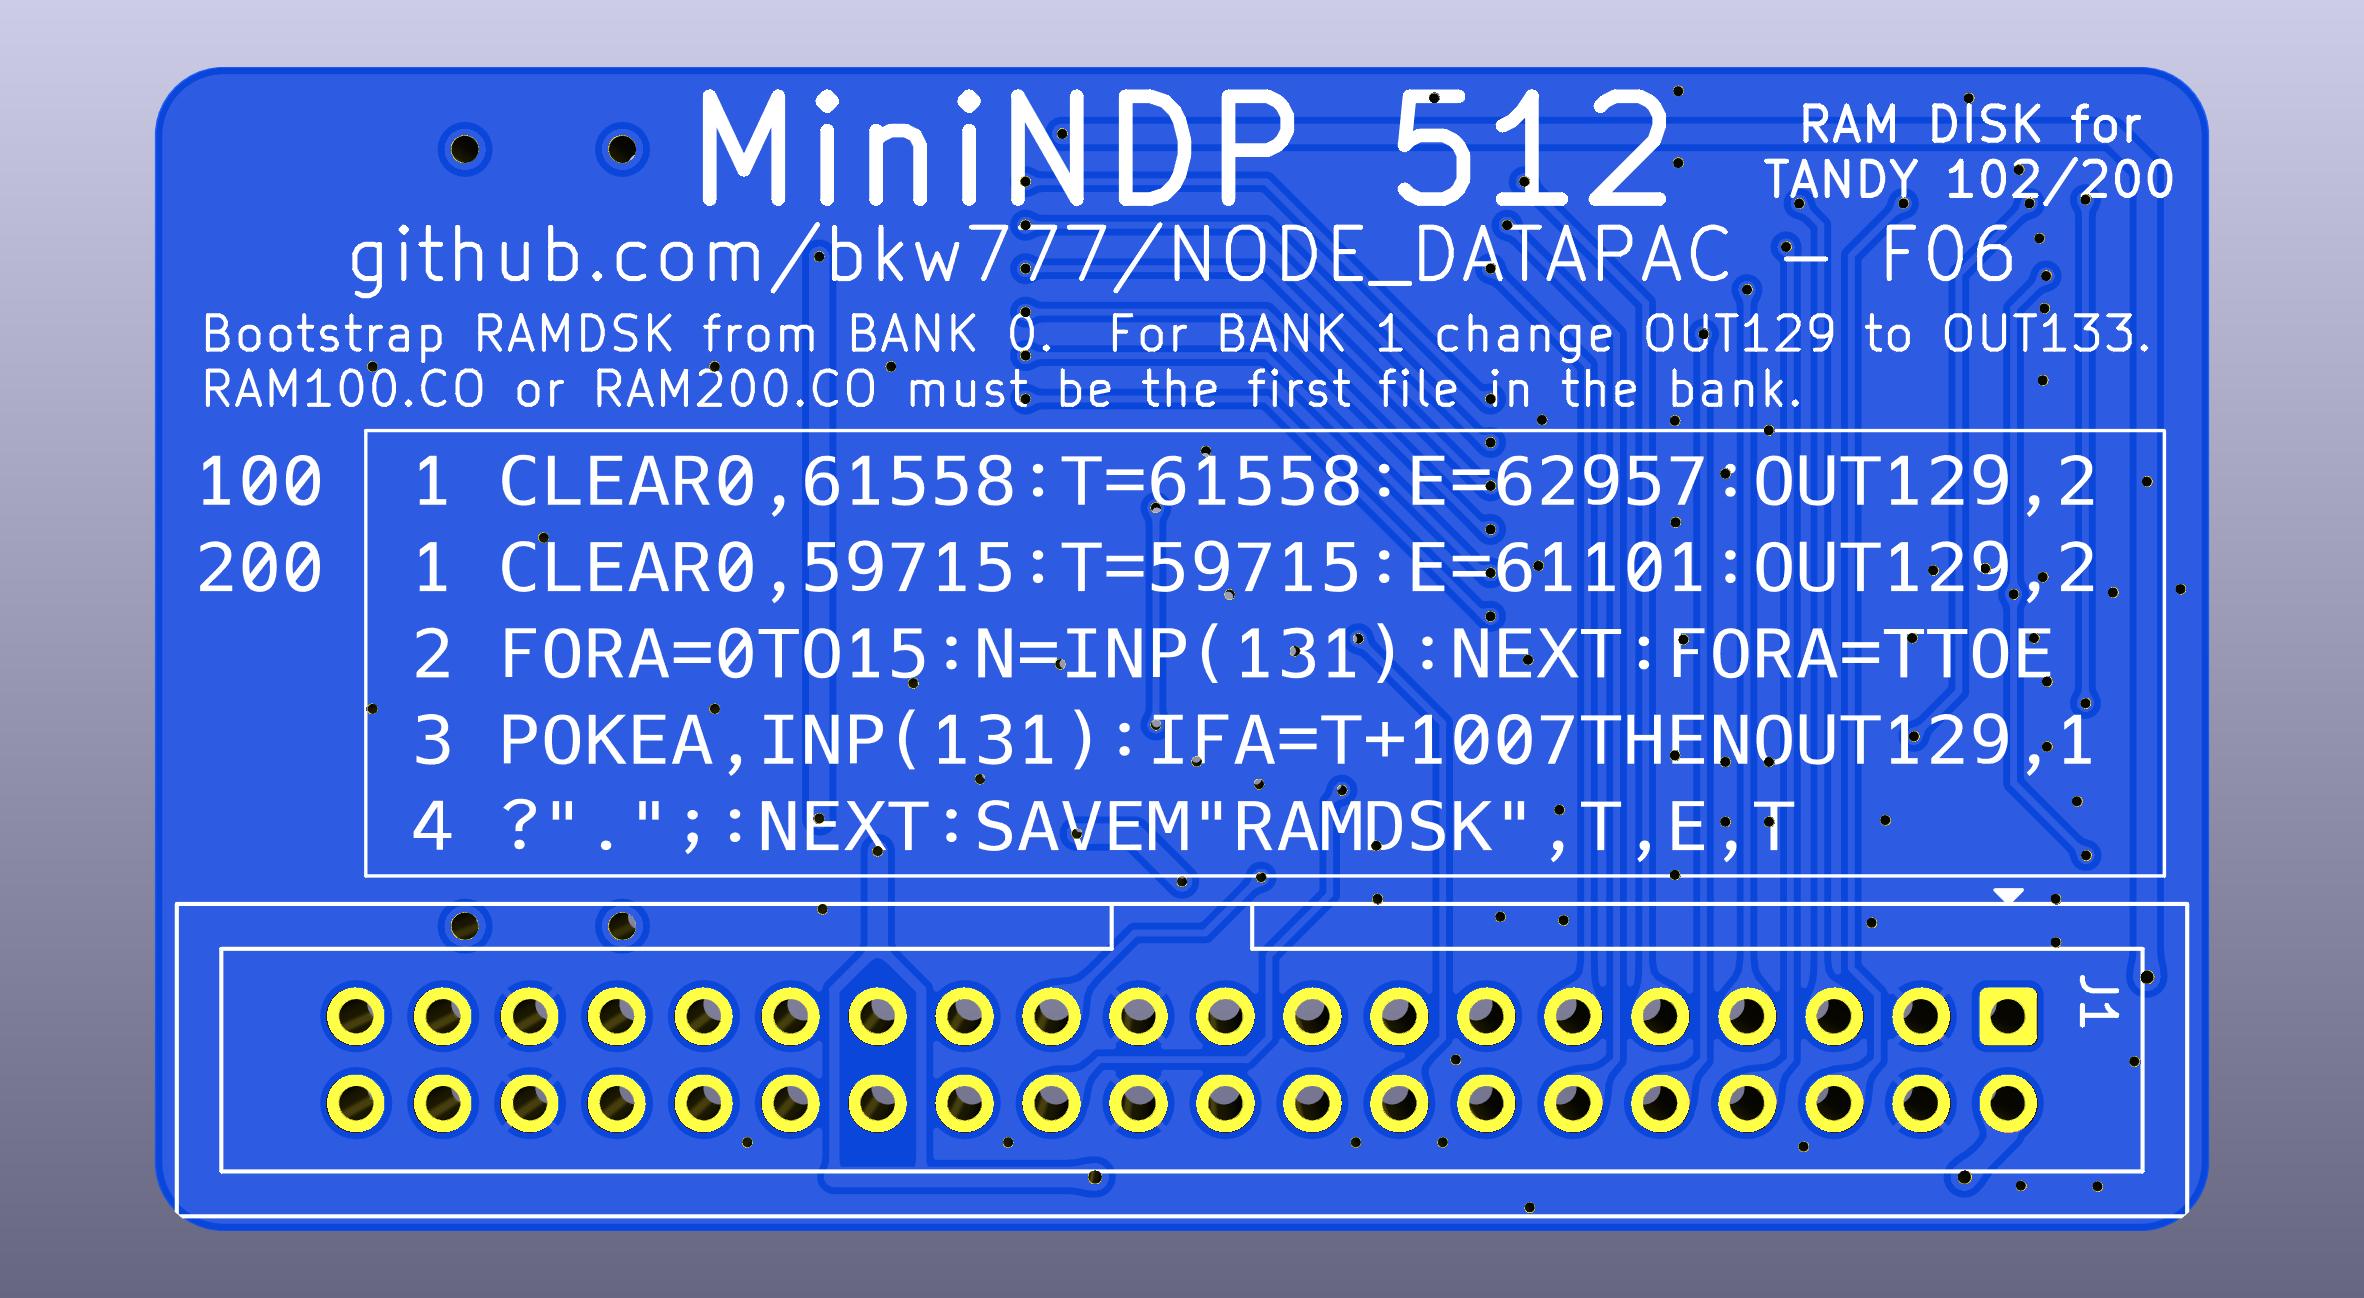 MiniNDP 512
RAM DISK for
TANDY 102/200
github.com/bkw777/NODE_DATAPAC – F06
Bootstrap RAMDSK from BANK 0.  For BANK 1 change OUT129 to OUT133.
RAM100.CO or RAM200.CO must be the first file in the bank.
100 1 CLEAR0,61558:T=61558:E=62957:OUT129,2
200 1 CLEAR0,59715:T=59715:E=61101:OUT129,2
2 FORA=0TO15:N=INP(131):NEXT:FORA=TTOE
3 POKEA,INP(131):IFA=T+1007THENOUT129,1
4 ?".";:NEXT:SAVEM"RAMDSK",T,E,T
J1